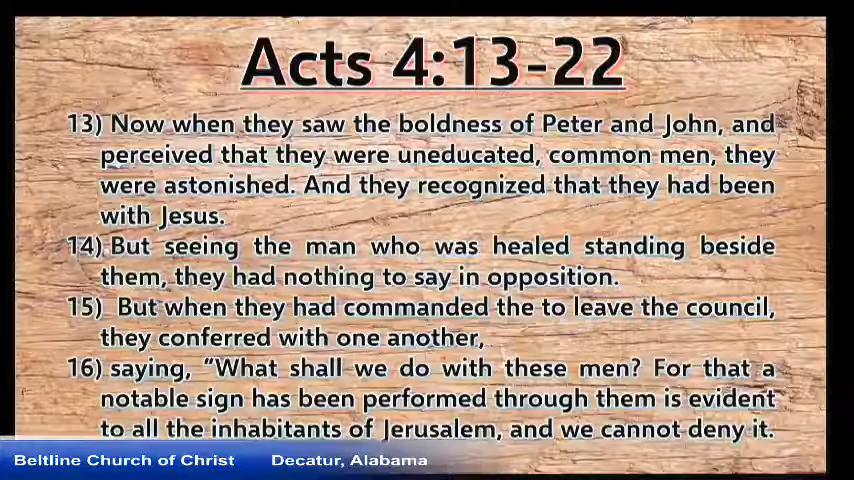 Acts 4:13-22
13) Now when they saw the boldness of Peter and John, and
perceived that they were uneducated, common men, they
were astonished. And they recognized that they had been
with Jesus.
14) But seeing the man who was healed standing beside
them, they had nothing to say in opposition.
15) But when they had commanded the to leave the council,
they conferred with one another,
16) saying, “What shall we do with these men? For that a
notable sign has been performed through them is evident
to all the inhabitants of Jerusalem, and we cannot deny it.
Beltline Church of Christ Decatur, Alabama